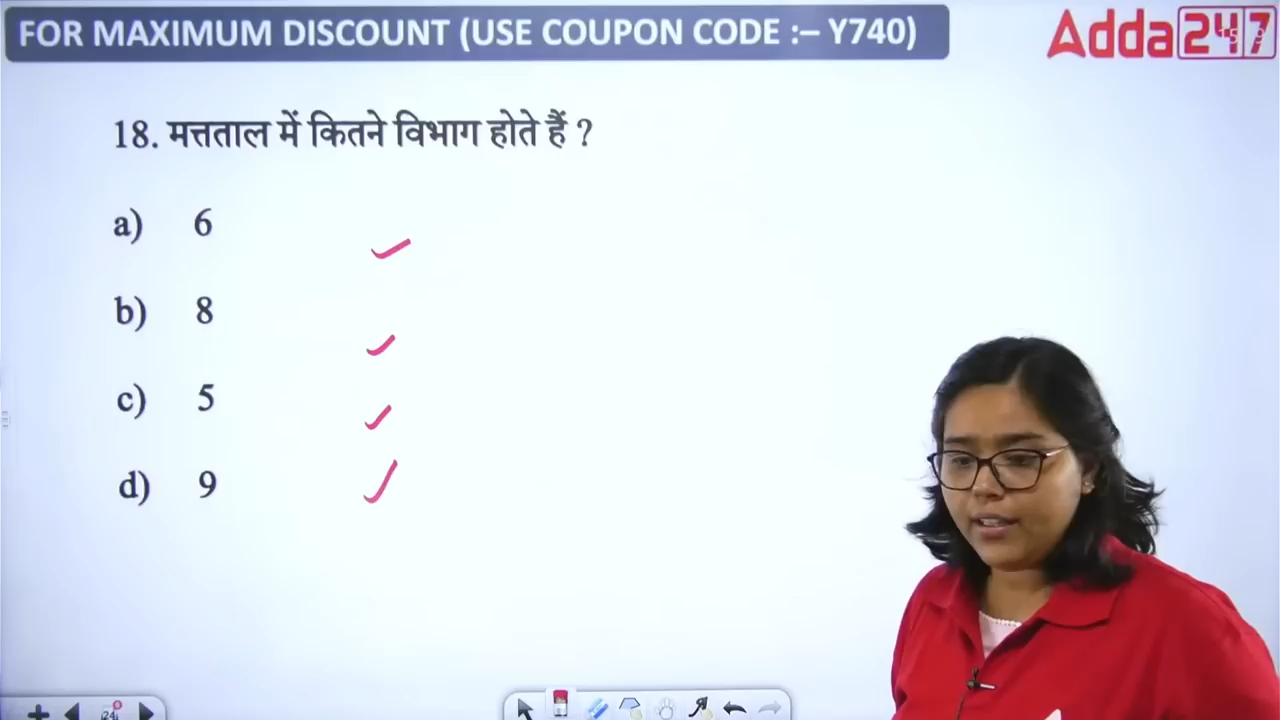 FOR MAXIMUM DISCOUNT (USE COUPON CODE :– Y740)
Adda247
18. मत्तताल में कितने विभाग होते हैं ?
a) 6
b) 8
c) 5
d) 9